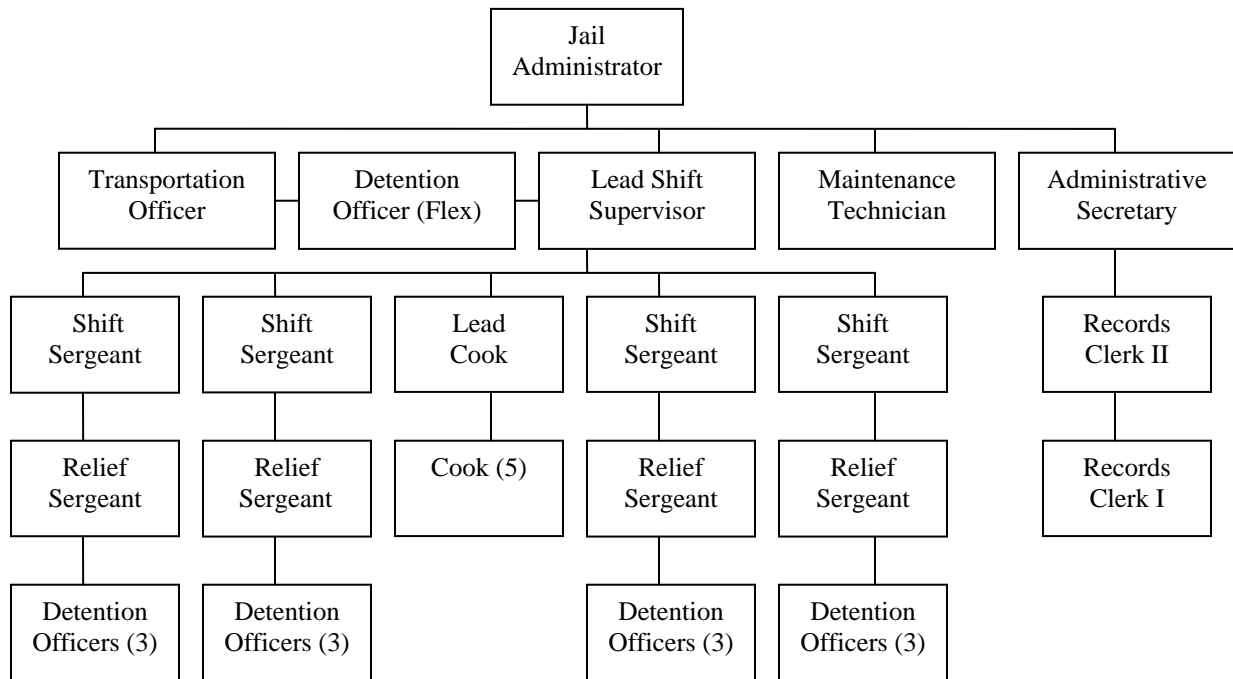 Jail
Administrator
Transportation
Officer
Detention
Officer (Flex)
Lead Shift
Supervisor
Maintenance
Technician
Administrative
Secretary
Shift
Sergeant
Shift
Sergeant
Lead
Cook
Shift
Sergeant
Shift
Sergeant
Records
Clerk II
Relief
Sergeant
Relief
Sergeant
Cook (5)
Relief
Sergeant
Relief
Sergeant
Records
Clerk I
Detention
Officers (3)
Detention
Officers (3)
Detention
Officers (3)
Detention
Officers (3)